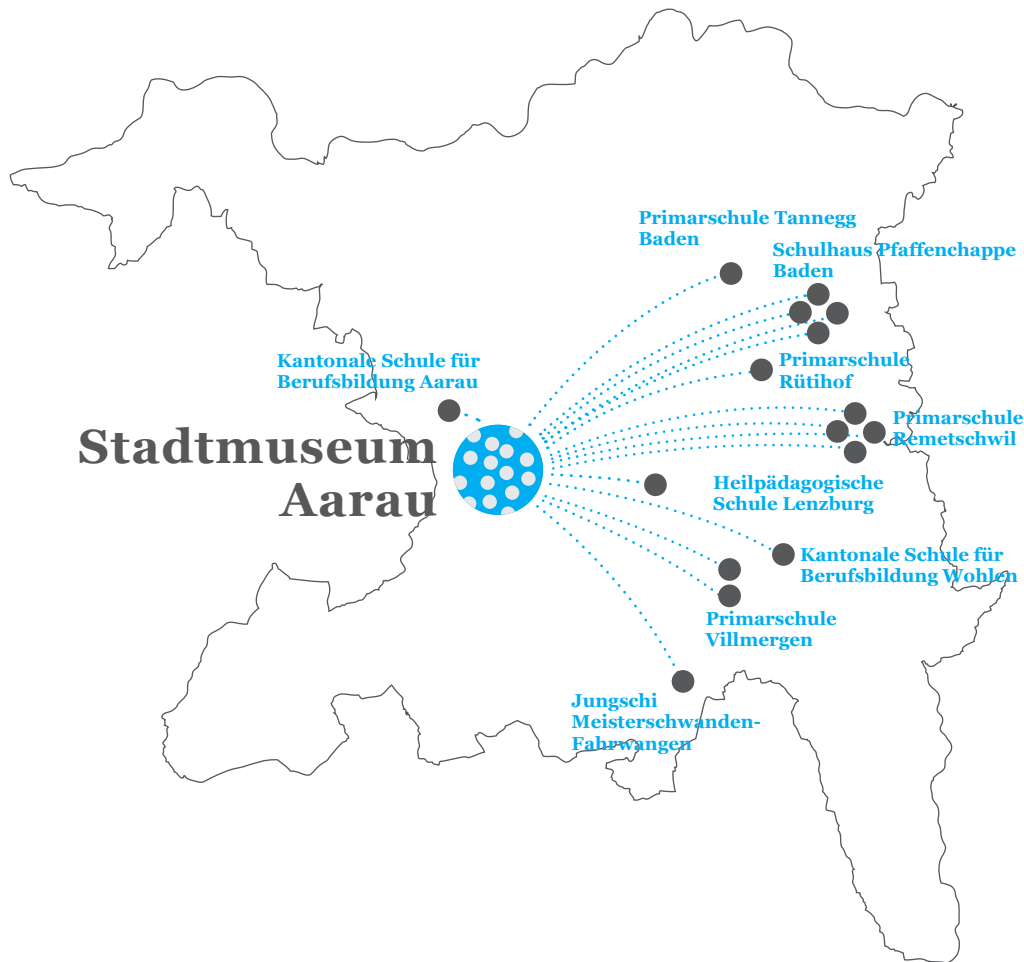 Primarschule Tannegg
Baden
Schulhaus Pfaffenchappe
Baden
Kantonale Schule für
Berufsbildung Aarau
Primarschule
Rütihof
Stadtmuseum
Aarau
Primarschule
Remetschwil
Heilpädagogische
Schule Lenzburg
Kantonale Schule für
Berufsbildung Wohlen
Primarschule
Villmergen
Jungschi
Meisterschwanden-
Fahrwangen